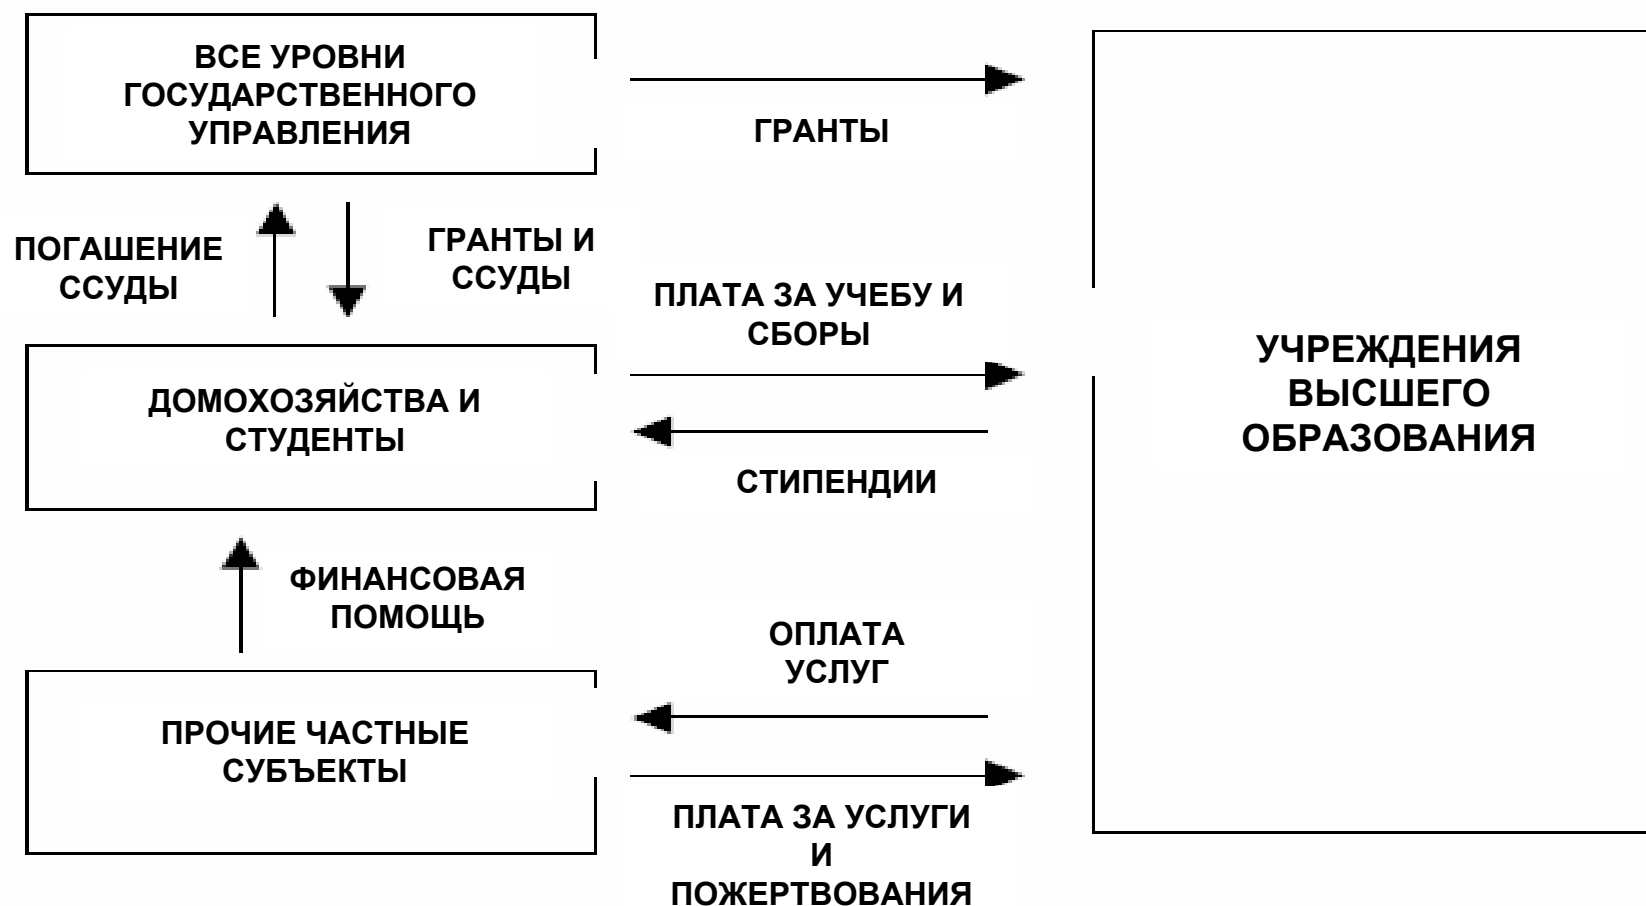 ВСЕ УРОВНИ
ГОСУДАРСТВЕННОГО
УПРАВЛЕНИЯ
ГРАНТЫ
ПОГАШЕНИЕ
ССУДЫ
ГРАНТЫ И
ССУДЫ
ПЛАТА ЗА УЧЕБУ И
СБОРЫ
УЧРЕЖДЕНИЯ
ВЫСШЕГО
ОБРАЗОВАНИЯ
ДОМОХОЗЯЙСТВА И
СТУДЕНТЫ
СТИПЕНДИИ
ФИНАНСОВАЯ
ПОМОЩЬ
ОПЛАТА
УСЛУГ
ПРОЧИЕ ЧАСТНЫЕ
СУБЪЕКТЫ
ПЛАТА ЗА УСЛУГИ
И
ПОЖЕРТВОВАНИЯ